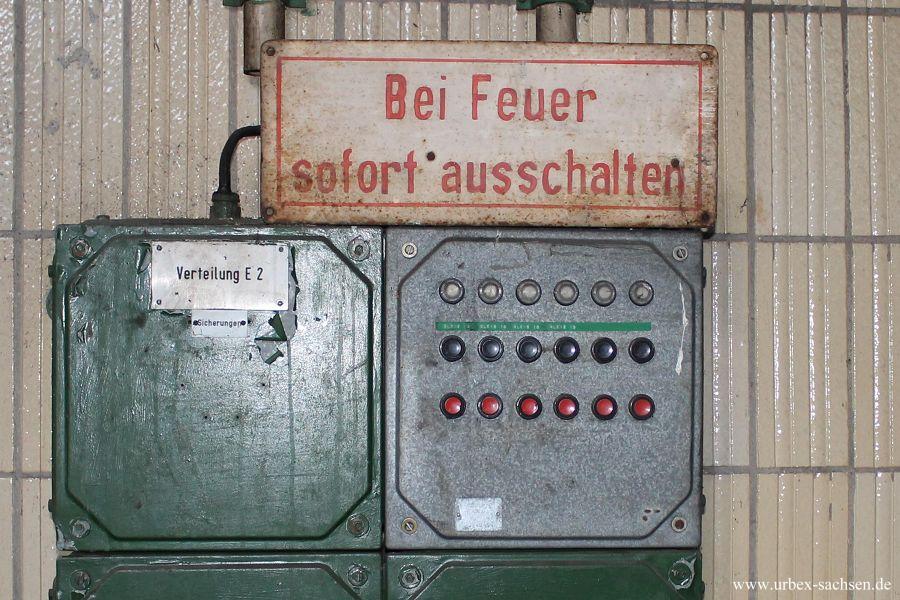 Bei Feuer
sofort ausschalten
Verteilung E 2
Sicherungen
www.urbex-sachsen.de